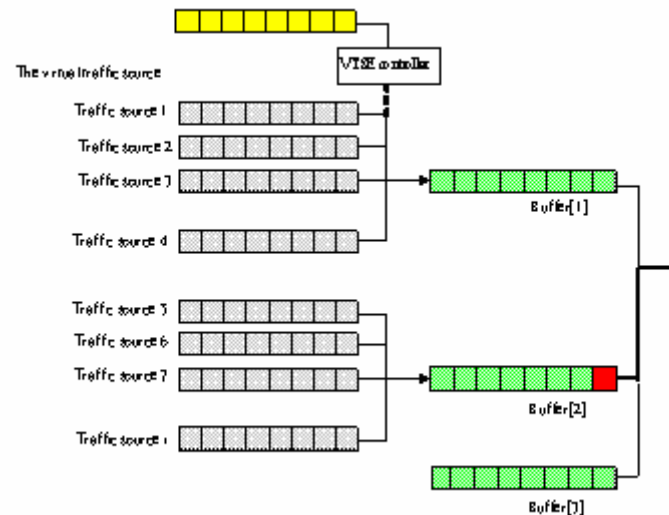 VTSE controller
The virtual traffic source
Traffic source 1
Traffic source 2
Traffic source 3
Buffer[1]
Traffic source 4
Traffic source 5
Traffic source 6
Traffic source 7
Buffer[2]
Traffic source i
Buffer[J]